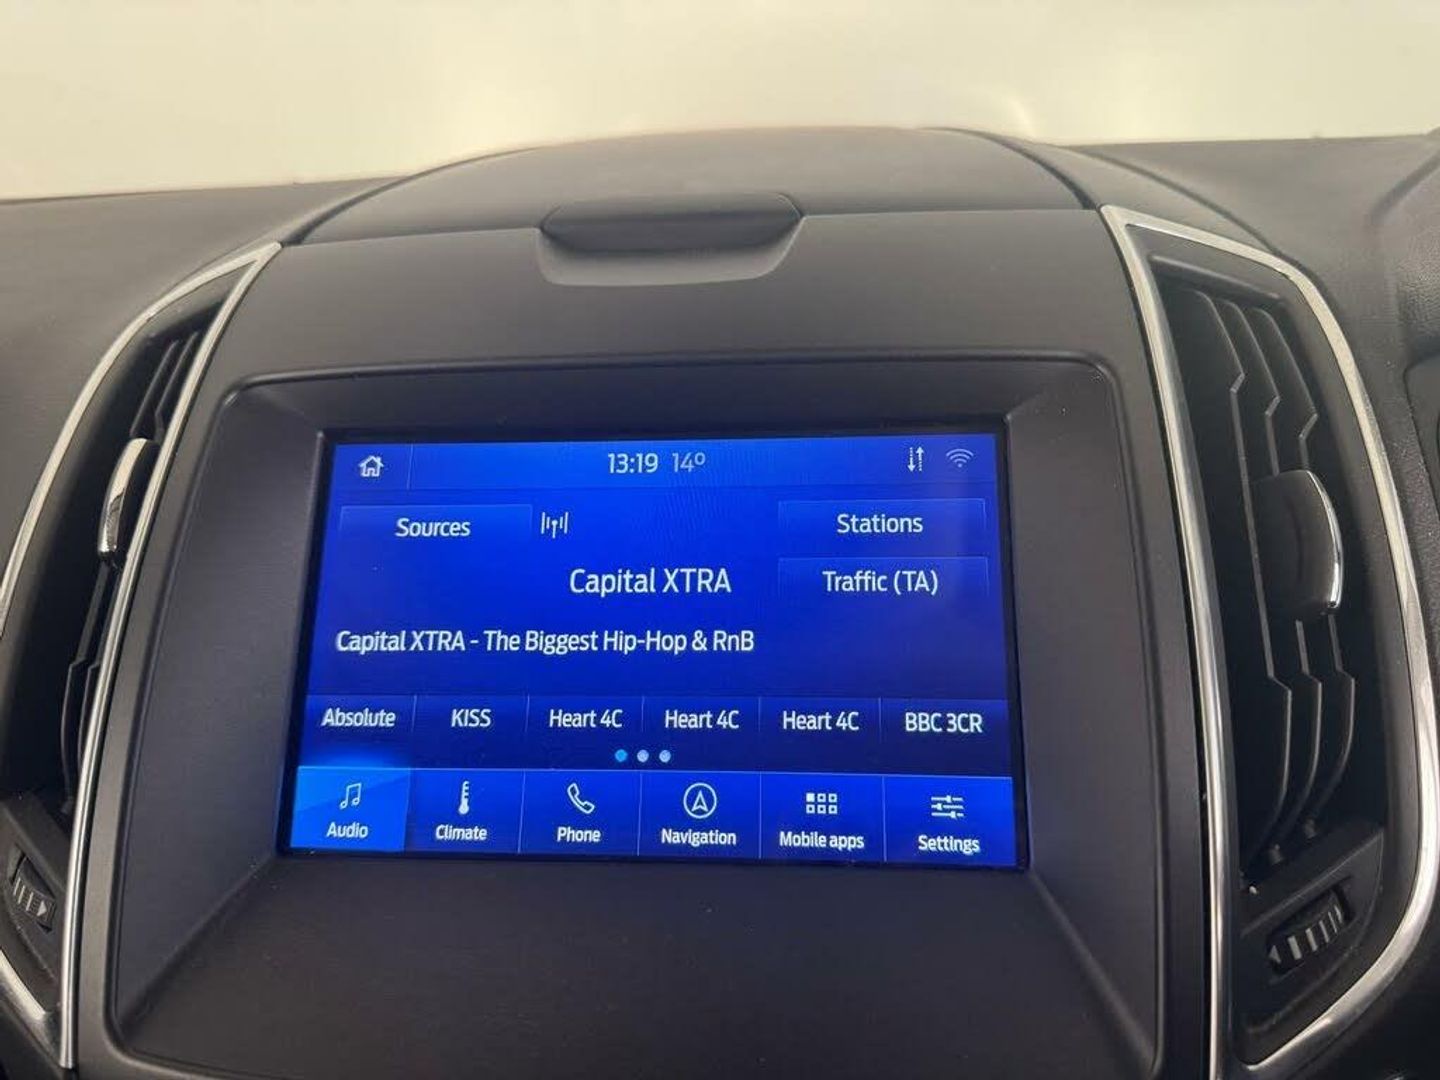 13:19 14º
Sources
Stations
Capital XTRA
Traffic (TA)
Capital XTRA - The Biggest Hip-Hop & RnB
Absolute KISS Heart 4C Heart 4C Heart 4C BBC 3CR
Audio Climate Phone Navigation Mobile apps Settings